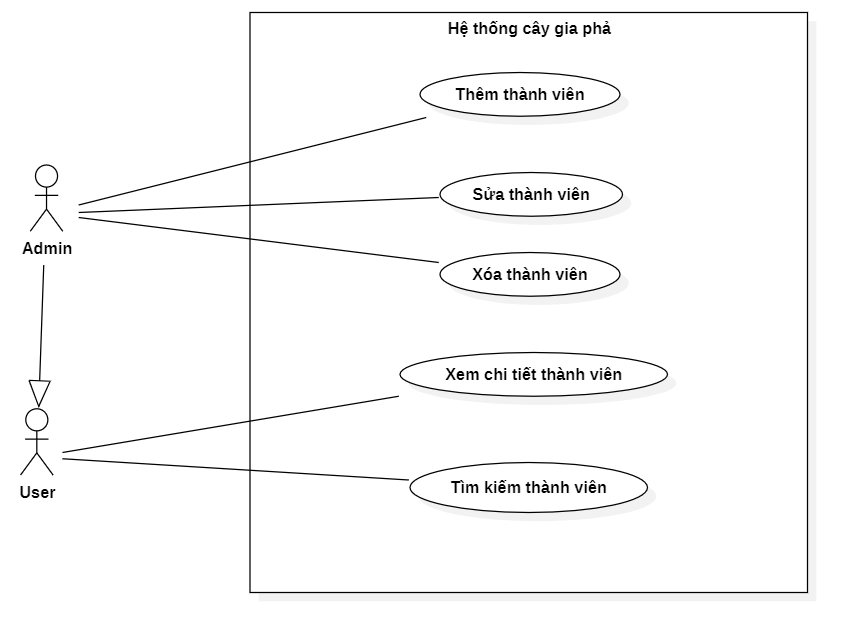 Hệ thống cây gia phả
Thêm thành viên
Sửa thành viên
Admin
Xóa thành viên
Xem chi tiết thành viên
User
Tìm kiếm thành viên